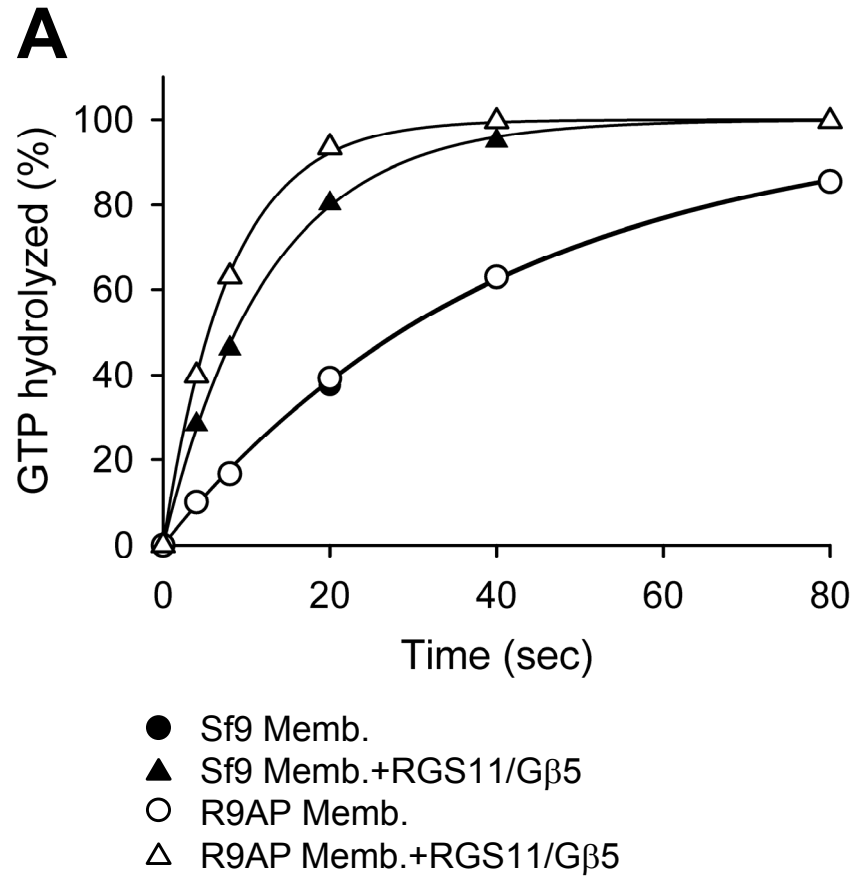 A
GTP hydrolyzed (%)
100
80
60
40
20
0
0 20 40 60 80
Time (sec)
Sf9 Memb.
Sf9 Memb.+RGS11/Gβ5
R9AP Memb.
R9AP Memb.+RGS11/Gβ5